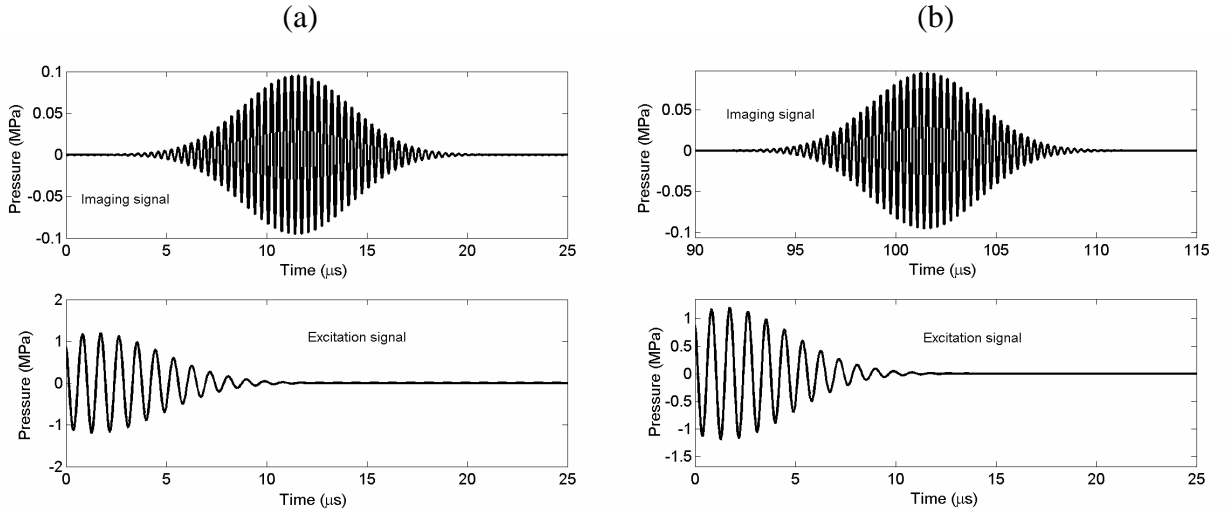 (a)
0.1
0.05
0
-0.05
-0.1
Pressure (MPa)
Imaging signal
0 5 10 15 20 25
Time (μs)
2
1
0
-1
-2
Pressure (MPa)
Excitation signal
0 5 10 15 20 25
Time (μs)
(b)
0.05
0
-0.05
-0.1
Pressure (MPa)
Imaging signal
90 95 100 105 110 115
Time (μs)
1
0.5
0
-0.5
-1
-1.5
Pressure (MPa)
Excitation signal
0 5 10 15 20 25
Time (μs)